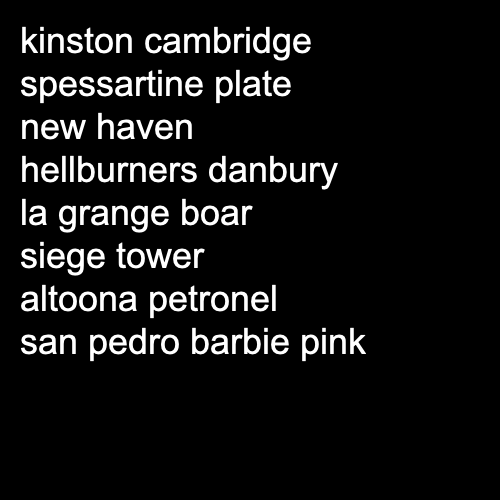 kinston cambridge
spessartine plate
new haven
hellburners danbury
la grange boar
siege tower
altoona petronel
san pedro barbie pink